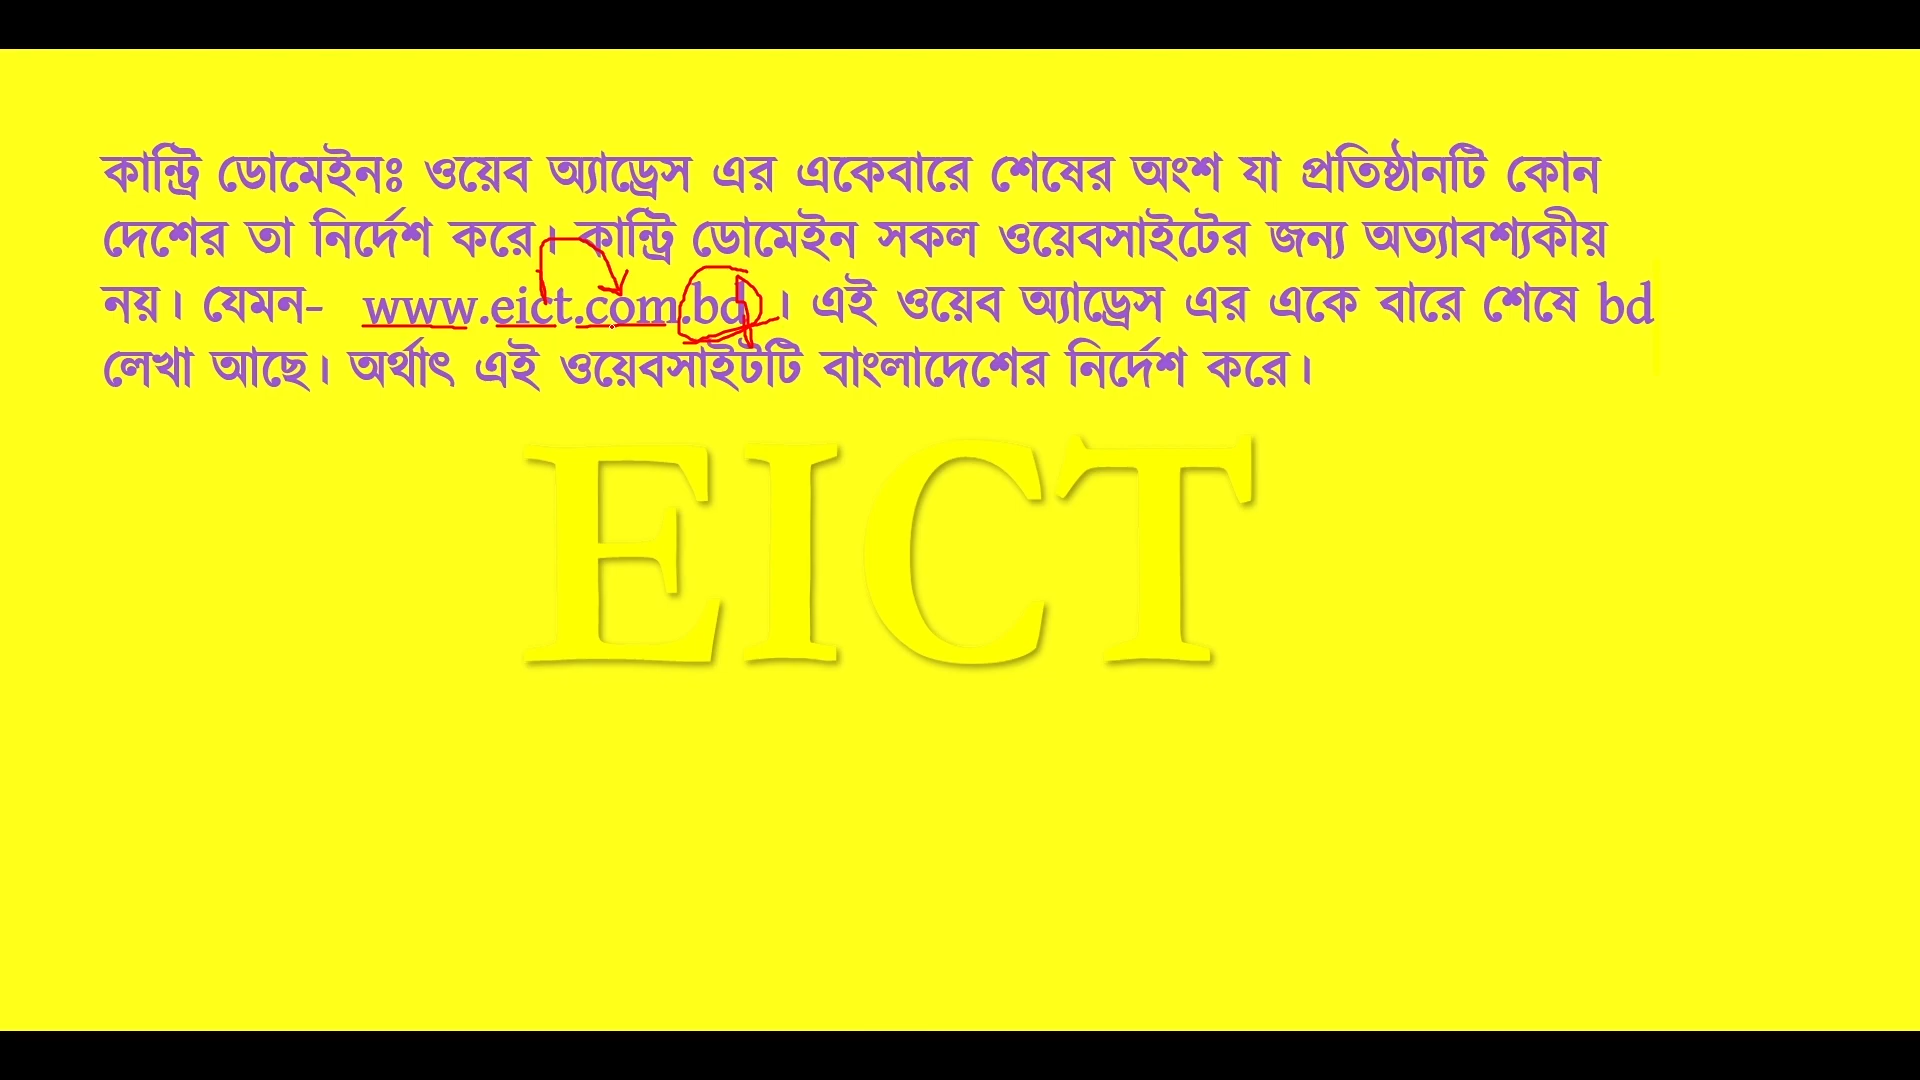 কান্ট্রি ডোমেইনঃ ওয়েব অ্যাড্রেস এর একেবারে শেষের অংশ যা প্রতিষ্ঠানটি কোন
দেশের তা নির্দেশ করে। কান্ট্রি ডোমেইন সকল ওয়েবসাইটের জন্য অত্যাবশ্যকীয়
নয়। যেমন- www.eict.com.bd । এই ওয়েব অ্যাড্রেস এর একে বারে শেষে bd
লেখা আছে। অর্থাৎ এই ওয়েবসাইটটি বাংলাদেশের নির্দেশ করে।
EICT